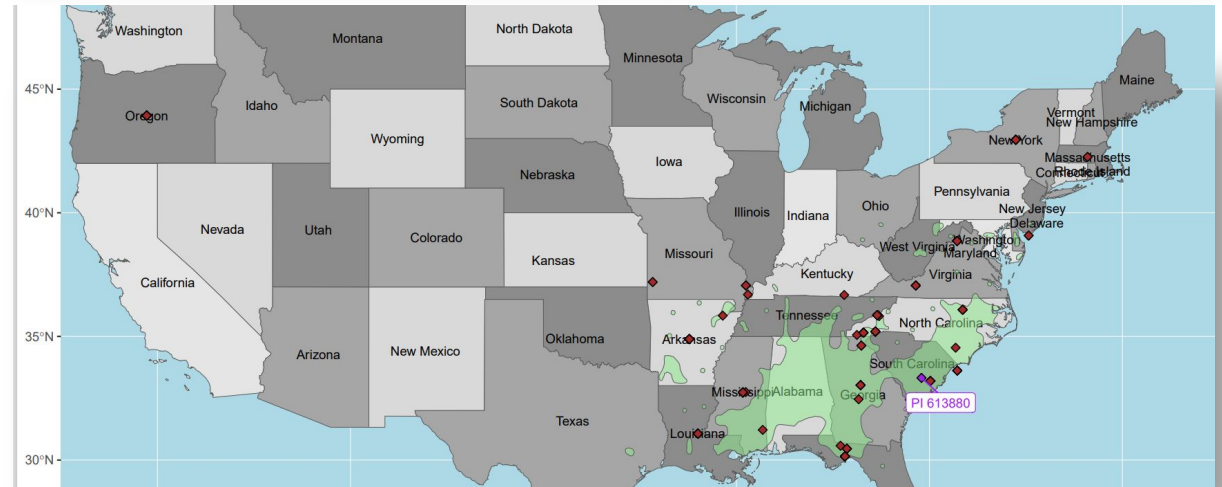 Washington
Montana
North Dakota
Minnesota
Maine
45°N
Oregon
Idaho
South Dakota
Wisconsin
Michigan
Vermont
New Hampshire
Wyoming
New York
Iowa
Massachusetts
Connecticut
Rhode Island
Nebraska
Pennsylvania
40°N
Nevada
Utah
Colorado
Illinois
Indiana
Ohio
New Jersey
Delaware
California
Kansas
Missouri
Kentucky
West Virginia
Washington
Maryland
Virginia
35°N
Arizona
New Mexico
Oklahoma
Arkansas
Tennessee
North Carolina
South Carolina
Texas
Mississippi
Alabama
Georgia
PI 613880
Louisiana
30°N